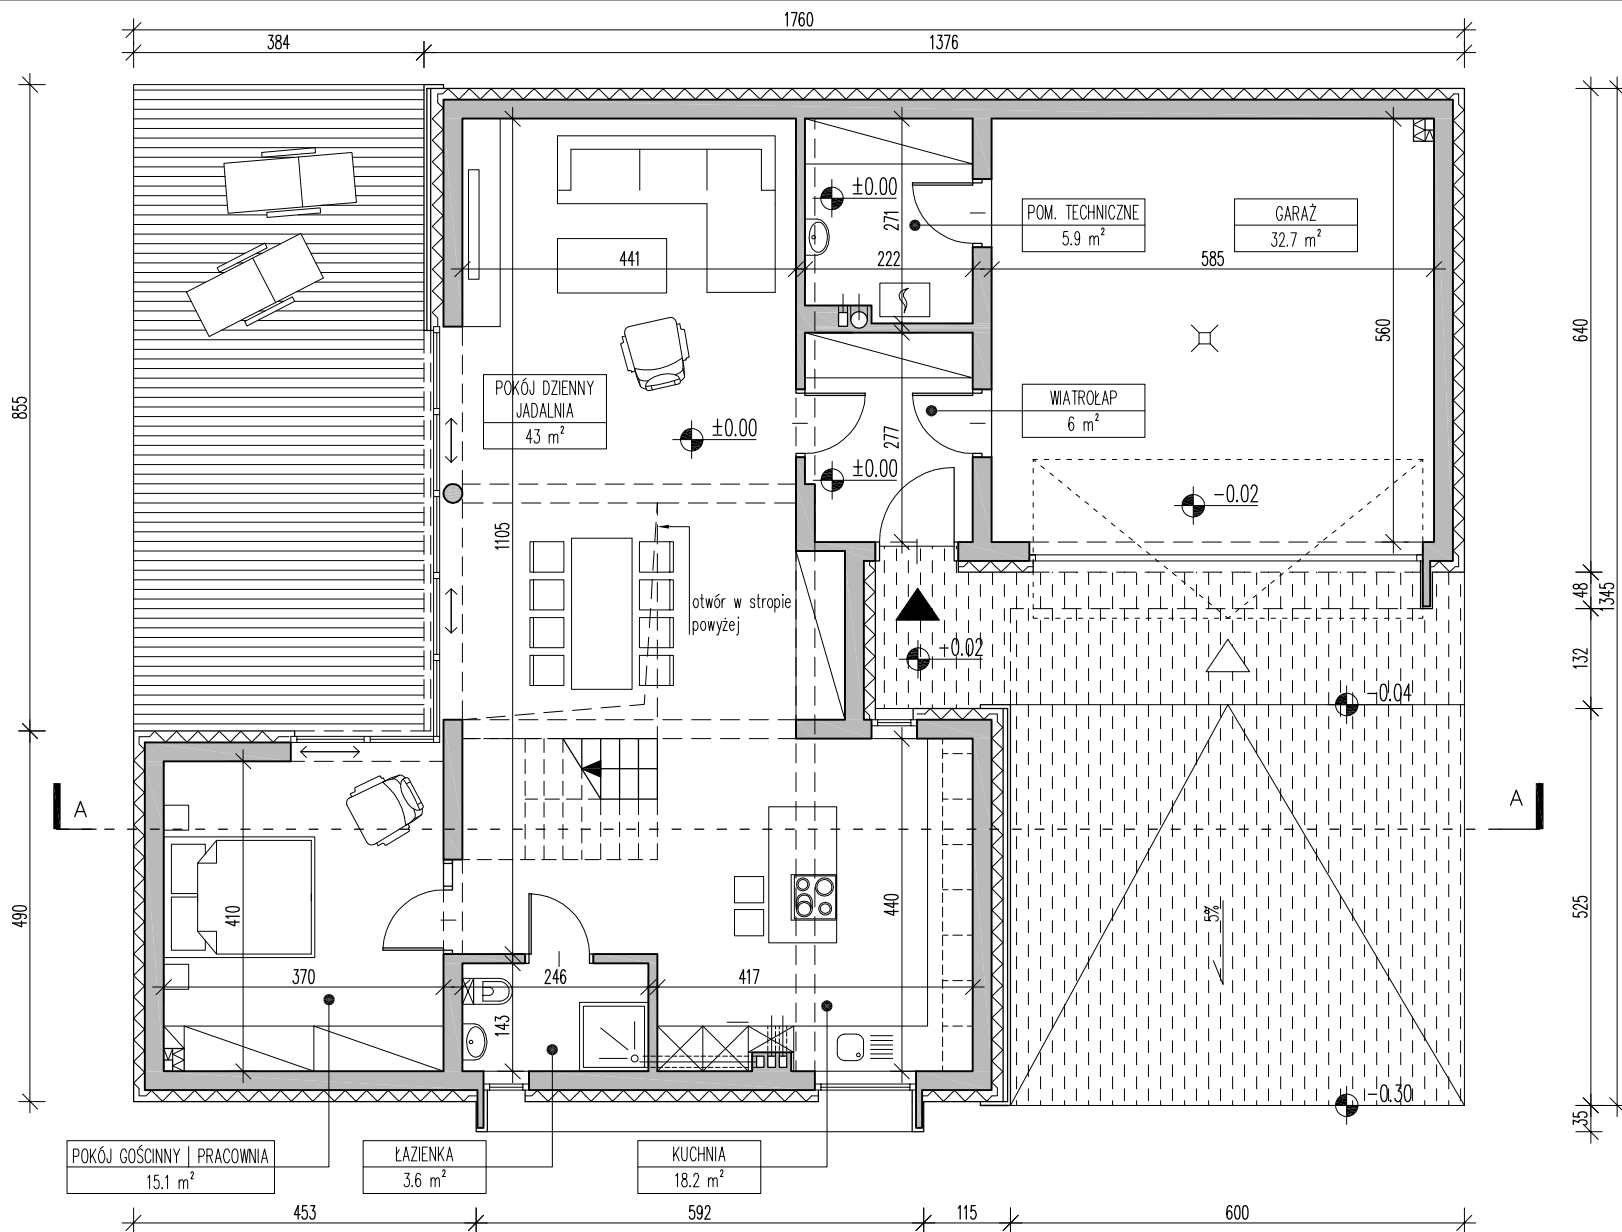 1760
384
1376
±0.00
271
POM. TECHNICZNE
5.9 m²
GARAŻ
32.7 m²
441
222
585
560
640
855
POKÓJ DZIENNY
JADALNIA
43 m²
±0.00
WIATROŁAP
6 m²
277
±0.00
-0.02
1105
otwór w stropie
powyżej
48
1345
+0.02
132
-0.04
A
A
490
410
440
5%
525
370
246
417
143
-0.30
35
POKÓJ GOŚCINNY | PRACOWNIA
15.1 m²
ŁAZIENKA
3.6 m²
KUCHNIA
18.2 m²
453
592
115
600